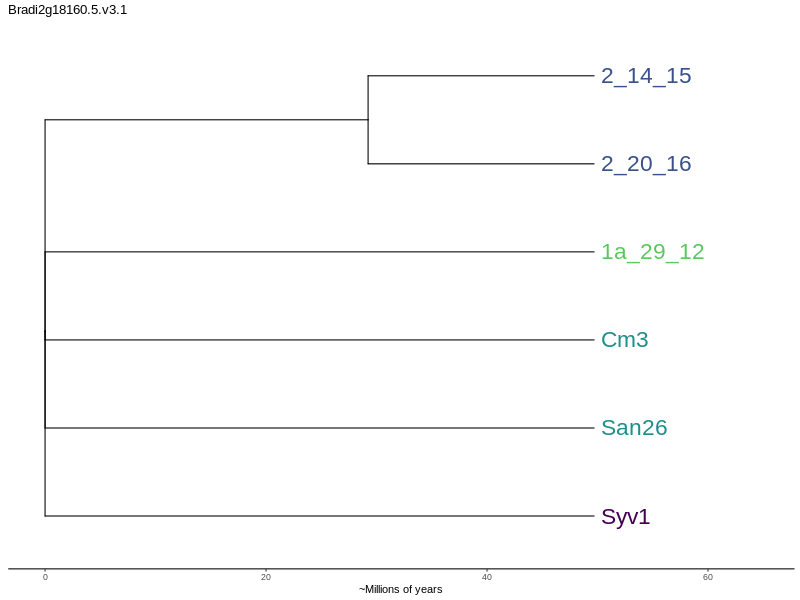 Bradi2g18160.5.v3.1
2_14_15
2_20_16
1a_29_12
Cm3
San26
Syv1
0 20 40 60
~Millions of years